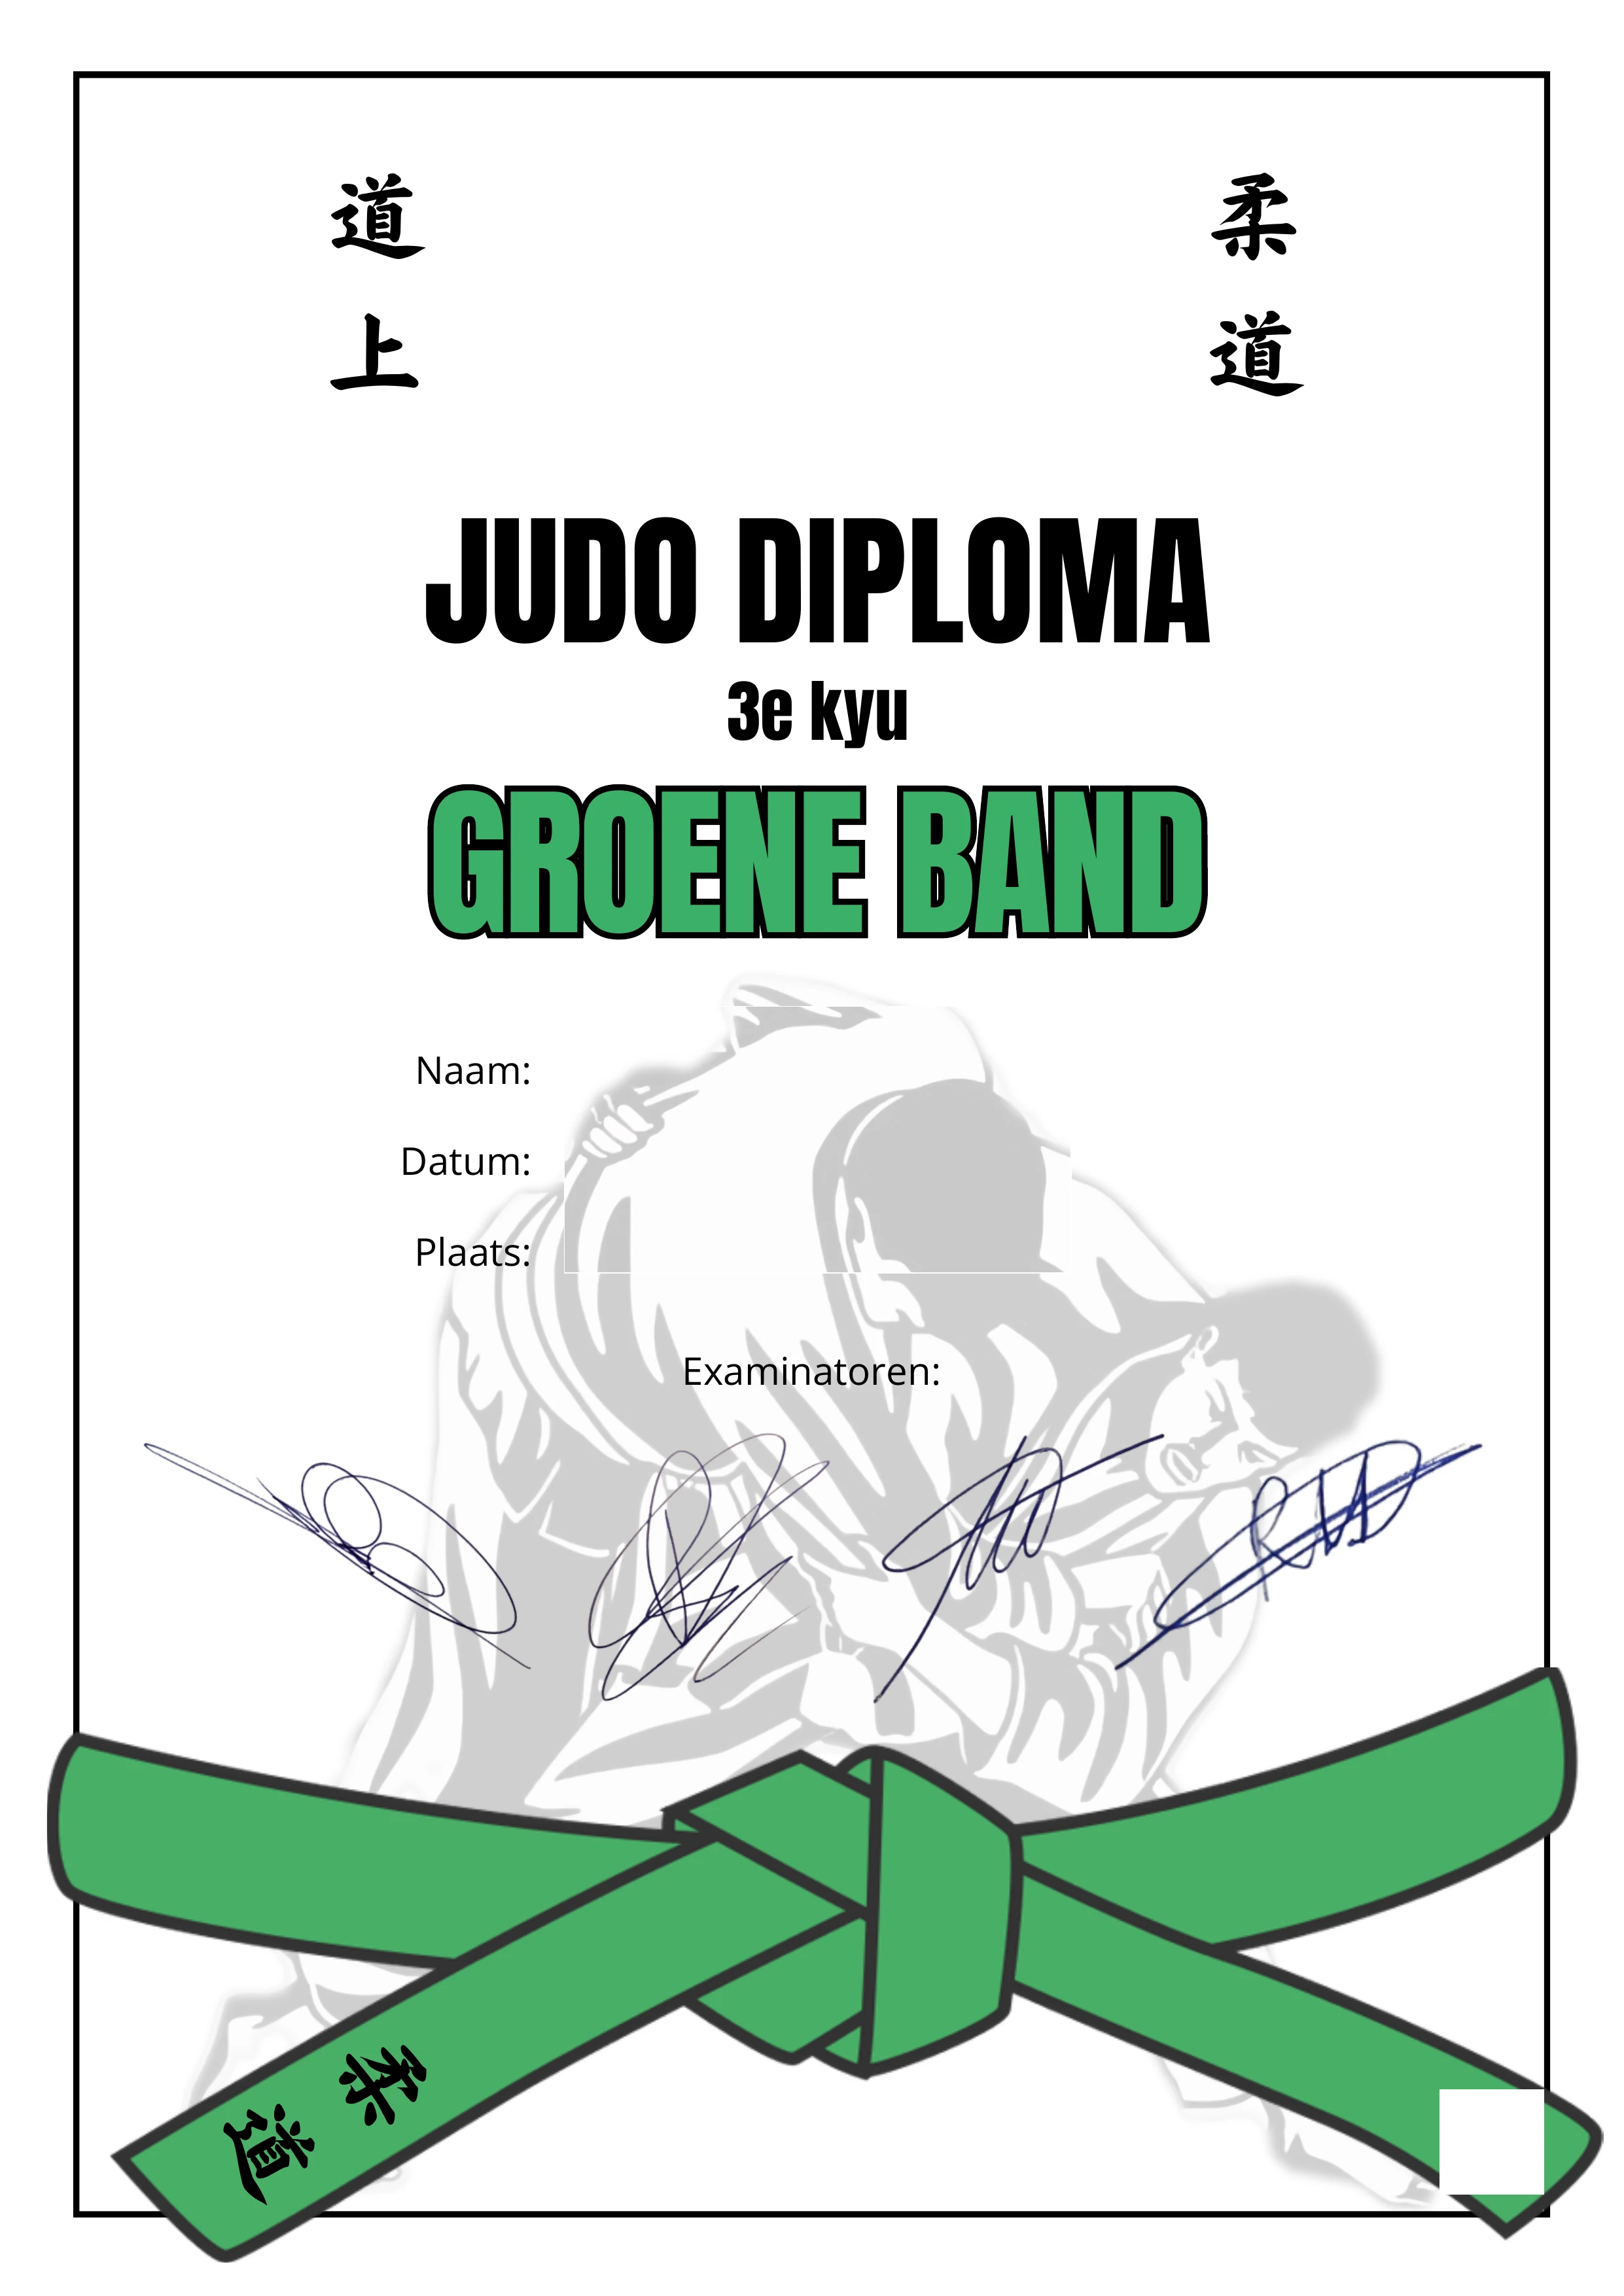 道上
柔道
JUDO DIPLOMA
3e kyu
GROENE BAND
Naam:
Datum:
Plaats:
Examinatoren:
柔道